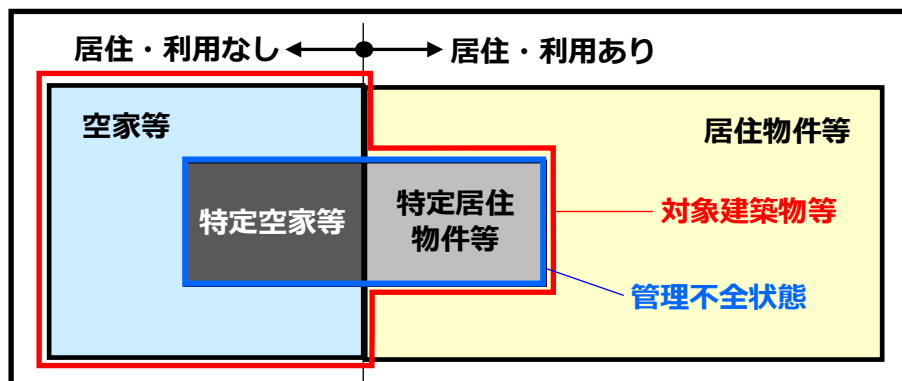 居住・利用なし
居住・利用あり
空家等
居住物件等
特定空家等
特定居住
物件等
対象建築物等
管理不全状態